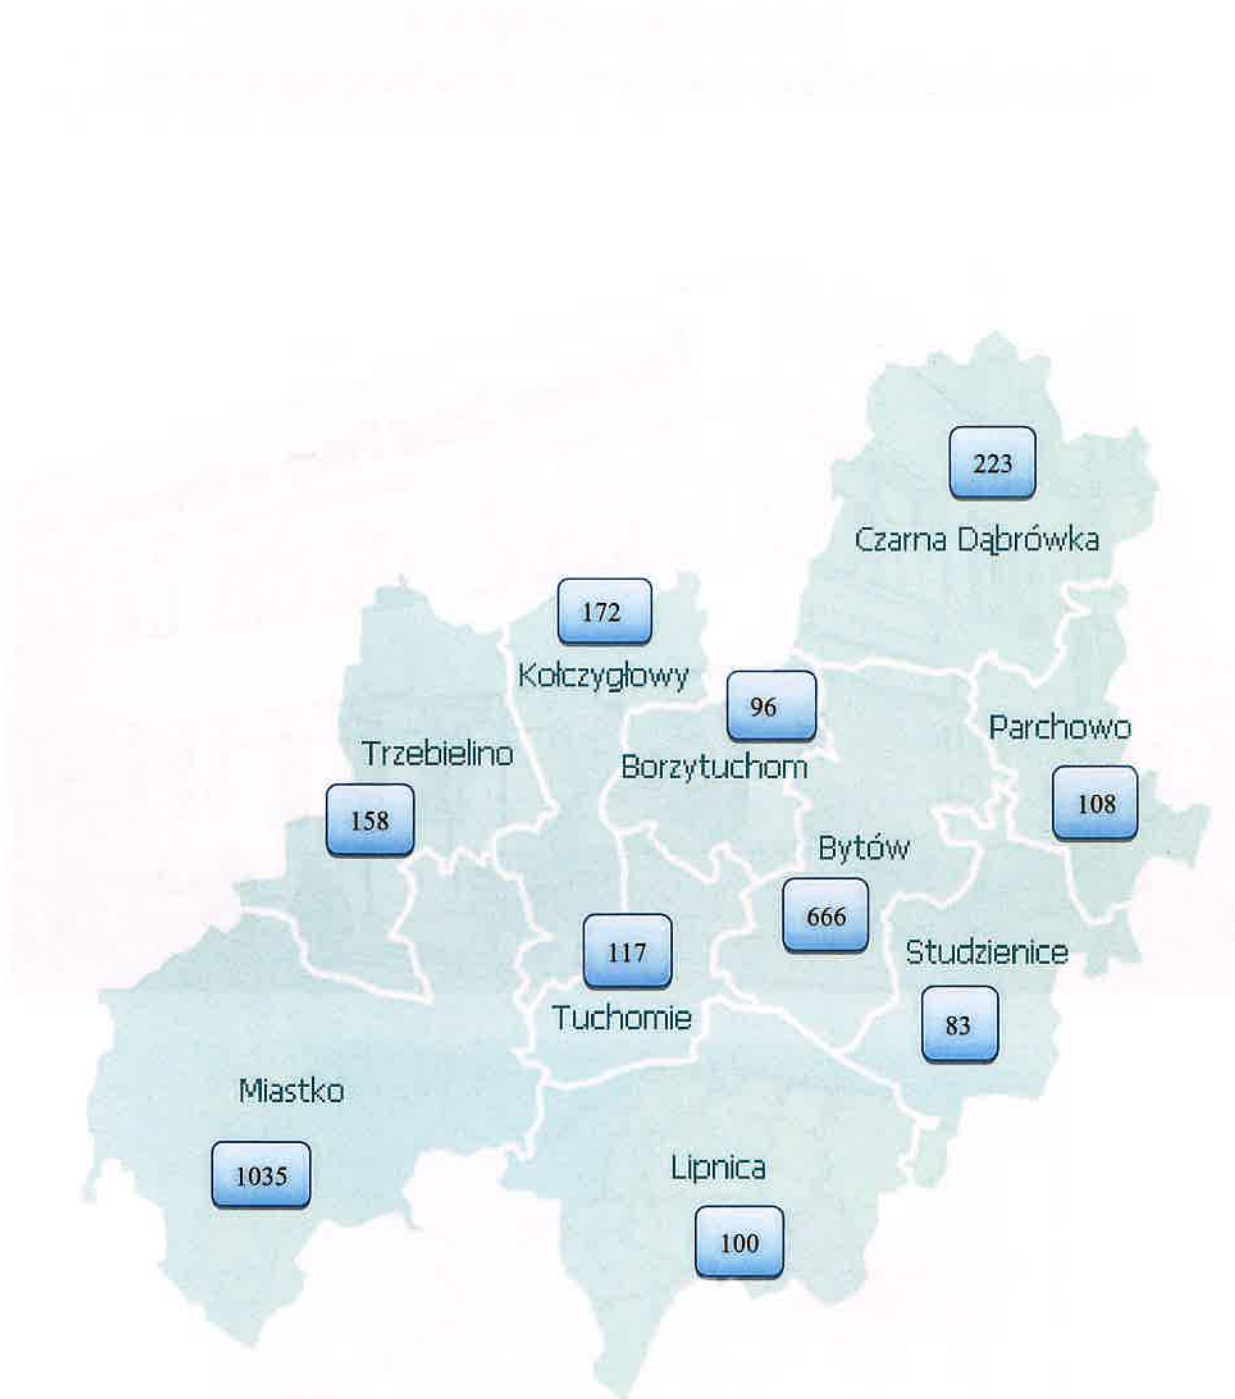 223
Czarna Dąbrówka
172
Kołczygłowy
96
Borzytuchom
Parchowo
108
Trzebielino
158
Bytów
666
117
Tuchomie
Studzienice
83
Miastko
1035
Lipnica
100